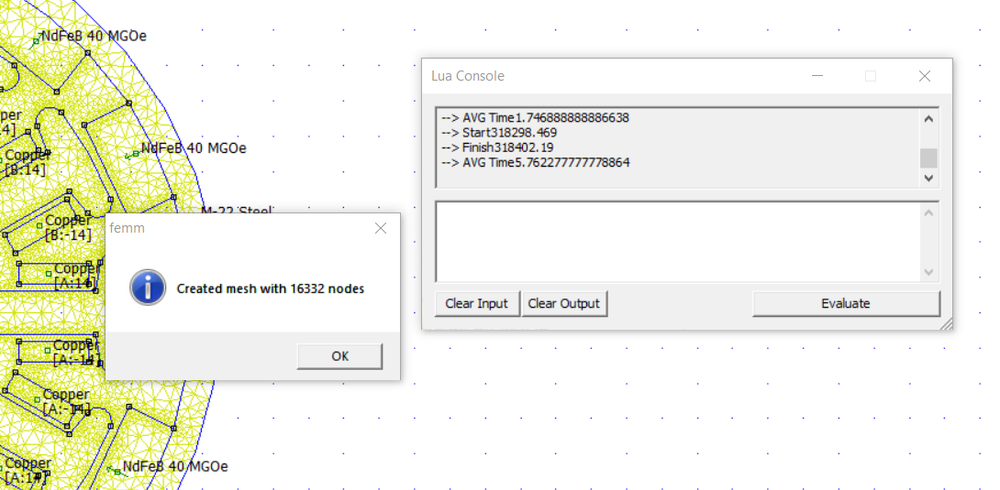 NdFeB 40 MGOe
NdFeB 40 MGOe
Copper
[B:14]
M-22 Steel
Copper
[B:-14]
Copper
[A:14]
Copper
[A:-14]
Copper
[A:-14]
Copper
[A:14]
NdFeB 40 MGOe
femm
Created mesh with 16332 nodes
OK
Lua Console
--> AVG Time1.746888888886638
--> Start318298.469
--> Finish318402.19
--> AVG Time5.762277777778864
Clear Input
Clear Output
Evaluate